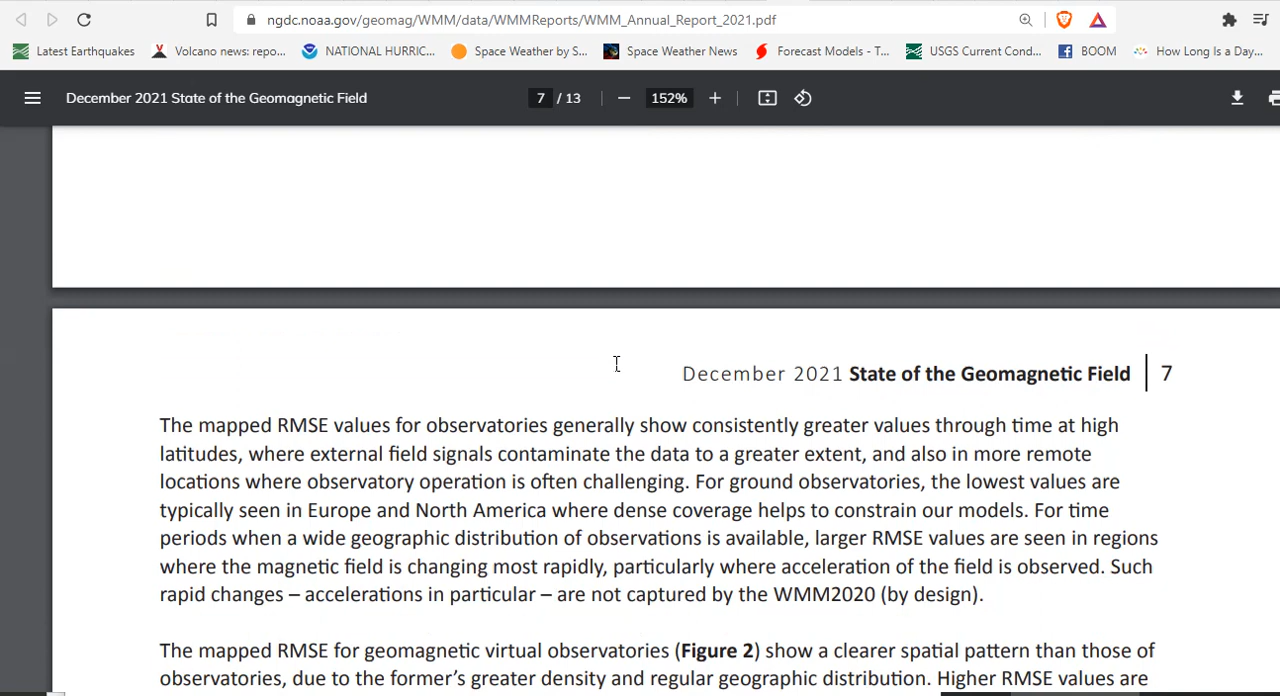 ngdc.noaa.gov/geomag/WMM/data/WMMReports/WMM_Annual_Report_2021.pdf
Latest Earthquakes Volcano news: repo... NATIONAL HURRIC... Space Weather by S... Space Weather News Forecast Models - T... USGS Current Cond... BOOM How Long Is a Day...
December 2021 State of the Geomagnetic Field 7 / 13 152%
December 2021 State of the Geomagnetic Field 7
The mapped RMSE values for observatories generally show consistently greater values through time at high
latitudes, where external field signals contaminate the data to a greater extent, and also in more remote
locations where observatory operation is often challenging. For ground observatories, the lowest values are
typically seen in Europe and North America where dense coverage helps to constrain our models. For time
periods when a wide geographic distribution of observations is available, larger RMSE values are seen in regions
where the magnetic field is changing most rapidly, particularly where acceleration of the field is observed. Such
rapid changes – accelerations in particular – are not captured by the WMM2020 (by design).
The mapped RMSE for geomagnetic virtual observatories (Figure 2) show a clearer spatial pattern than those of
observatories, due to the former's greater density and regular geographic distribution. Higher RMSE values are